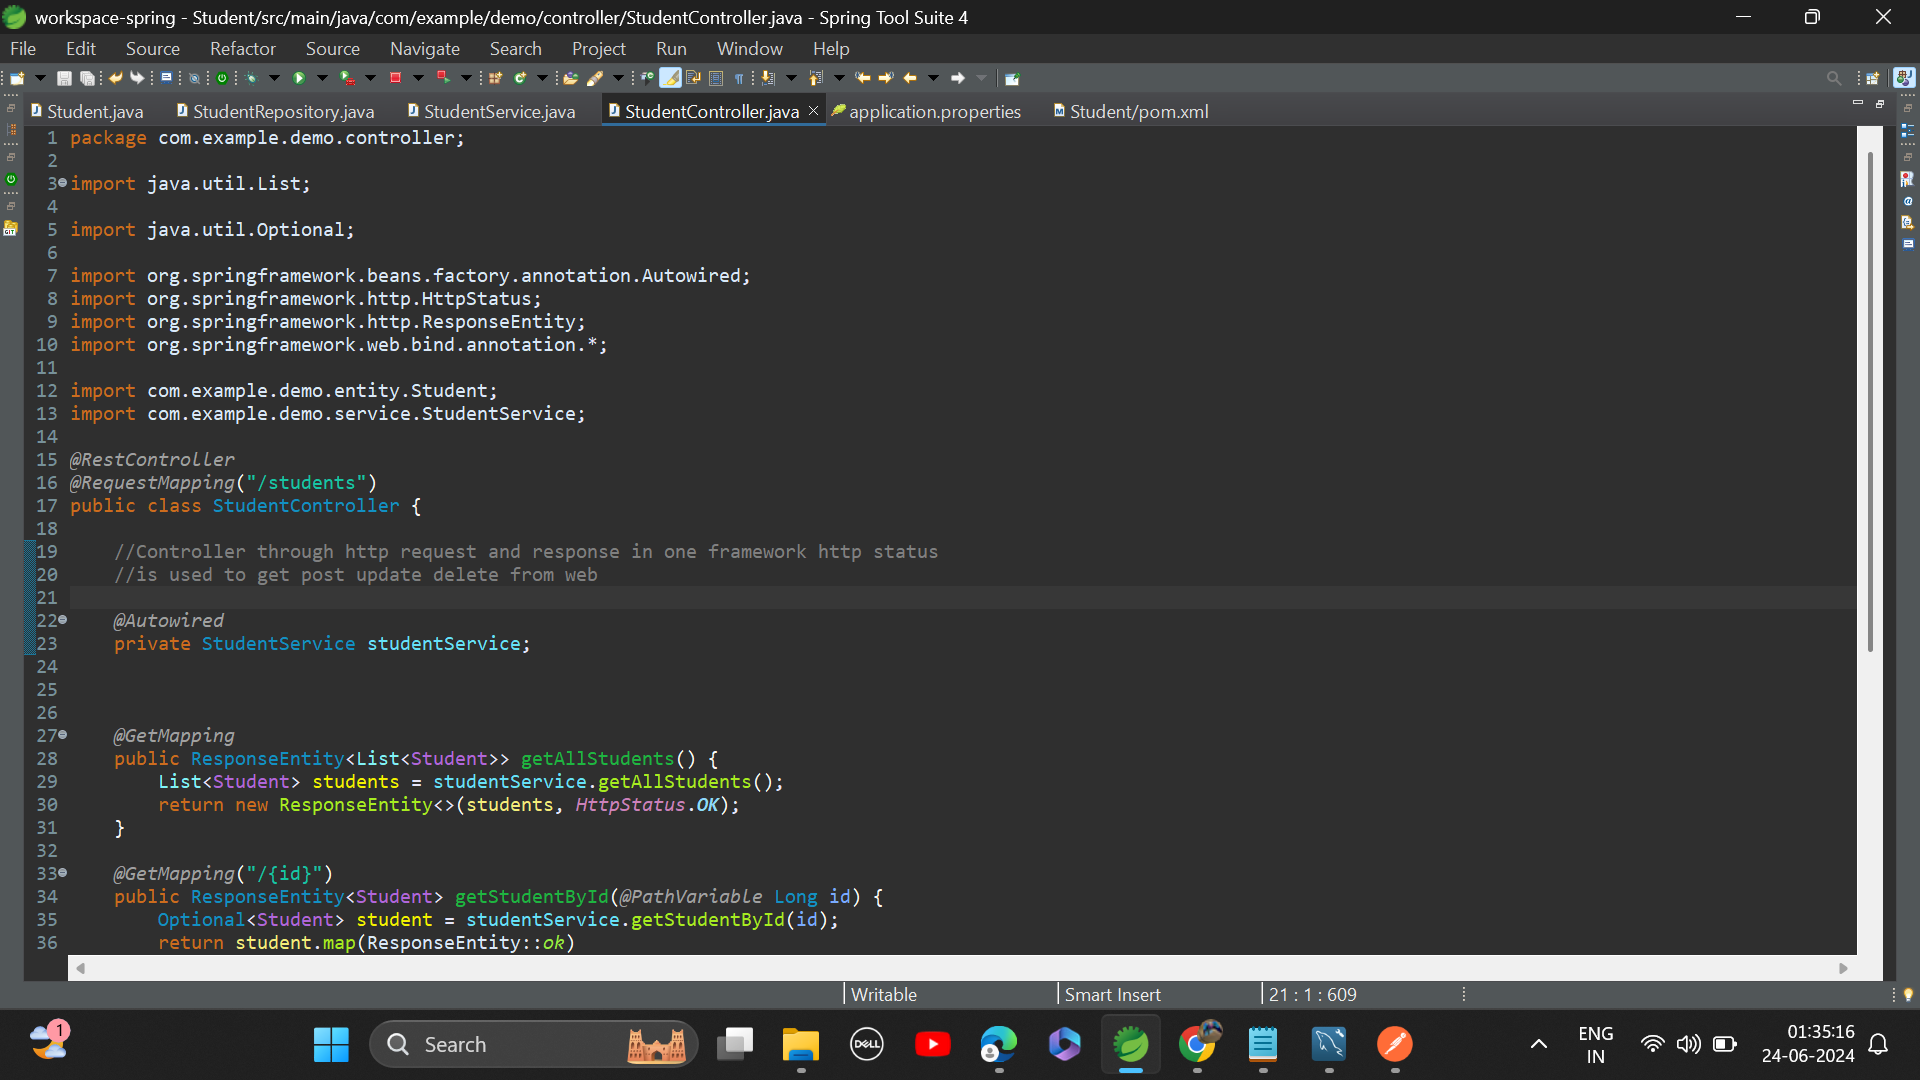 workspace-spring - Student/src/main/java/com/example/demo/controller/StudentController.java - Spring Tool Suite 4
File Edit Source Refactor Source Navigate Search Project Run Window Help
Student.java StudentRepository.java StudentService.java StudentController.java application.properties Student/pom.xml
1 package com.example.demo.controller;
2
3 import java.util.List;
4
5 import java.util.Optional;
6
7 import org.springframework.beans.factory.annotation.Autowired;
8 import org.springframework.http.HttpStatus;
9 import org.springframework.http.ResponseEntity;
10 import org.springframework.web.bind.annotation.*;
11
12 import com.example.demo.entity.Student;
13 import com.example.demo.service.StudentService;
14
15 @RestController
16 @RequestMapping("/students")
17 public class StudentController {
18
19 //Controller through http request and response in one framework http status
20 //is used to get post update delete from web
21
22 @Autowired
23 private StudentService studentService;
24
25
26
27 @GetMapping
28 public ResponseEntity<List<Student>> getAllStudents() {
29 List<Student> students = studentService.getAllStudents();
30 return new ResponseEntity<>(students, HttpStatus.OK);
31 }
32
33 @GetMapping("/{id}")
34 public ResponseEntity<Student> getStudentById(@PathVariable Long id) {
35 Optional<Student> student = studentService.getStudentById(id);
36 return student.map(ResponseEntity::ok)
Writable Smart Insert 21 : 1 : 609
1 Search DELL ENG IN 01:35:16
24-06-2024